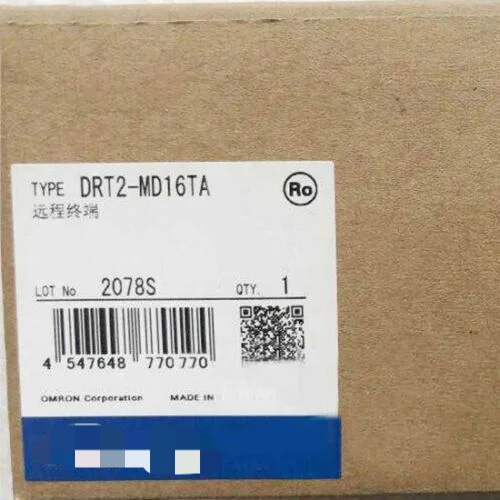 TYPE DRT2-MD16TA
Ro
远程终端
LOT No. 2078S QTY. 1
4 547648 770770
OMRON Corporation MADE IN